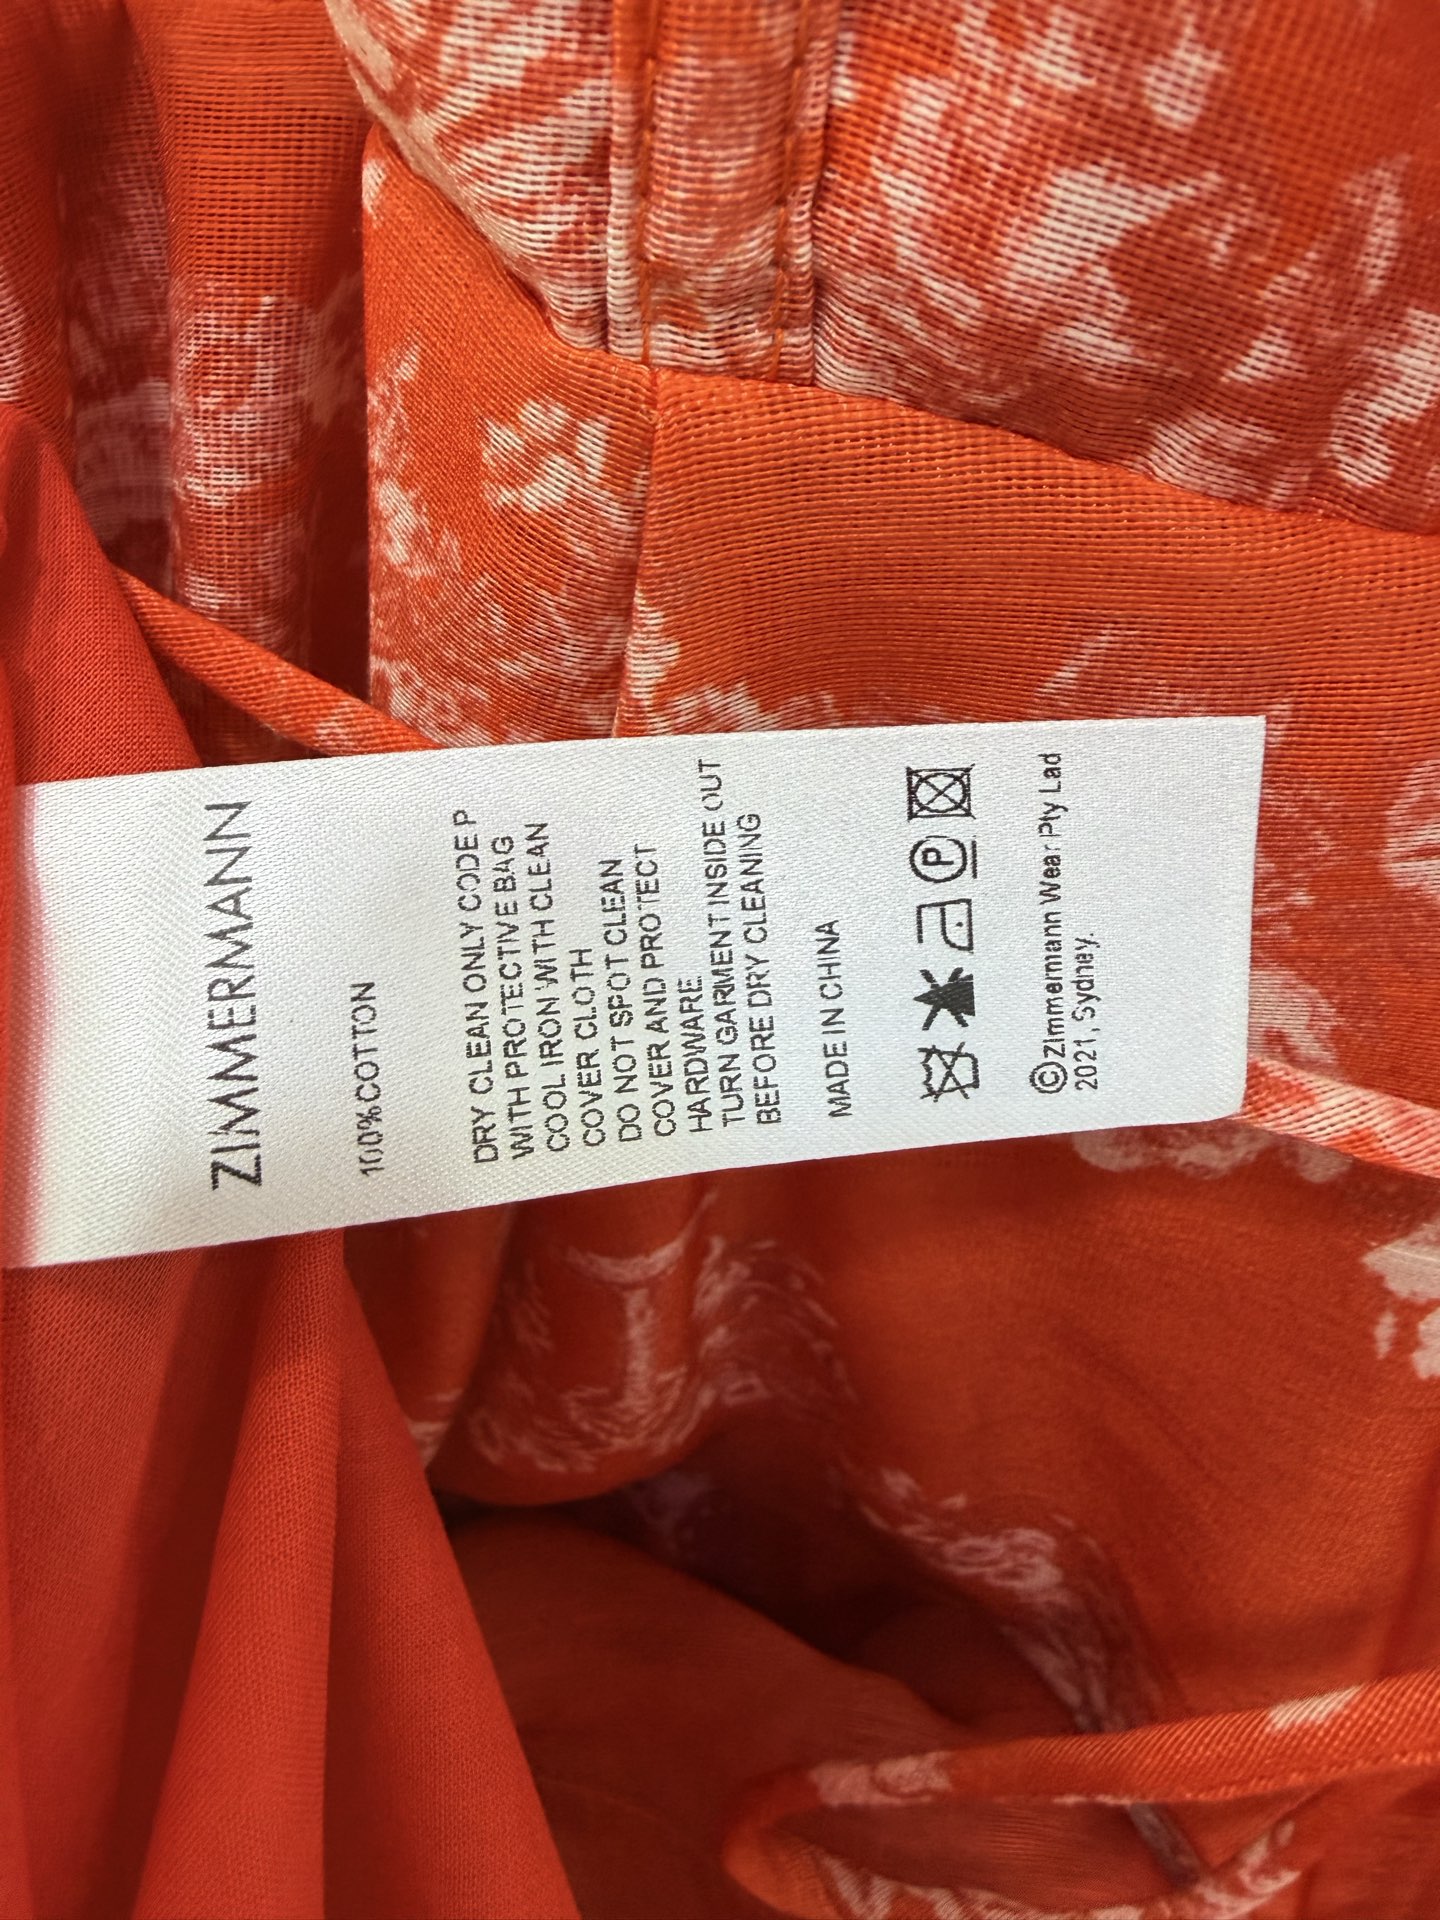 ZIMMERMANN
100%COTTON
DRY CLEAN ONLY CODE P
WITH PROTECTIVE BAG
COOL IRON WITH CLEAN
COVER CLOTH
DO NOT SPOT CLEAN
COVER AND PROTECT
HARDWARE.
TURN GARMENT INSIDE OUT
BEFORE DRY CLEANING
MADE IN CHINA
P
©Zimmermann Wear Pty Lad
2021, Sydney.